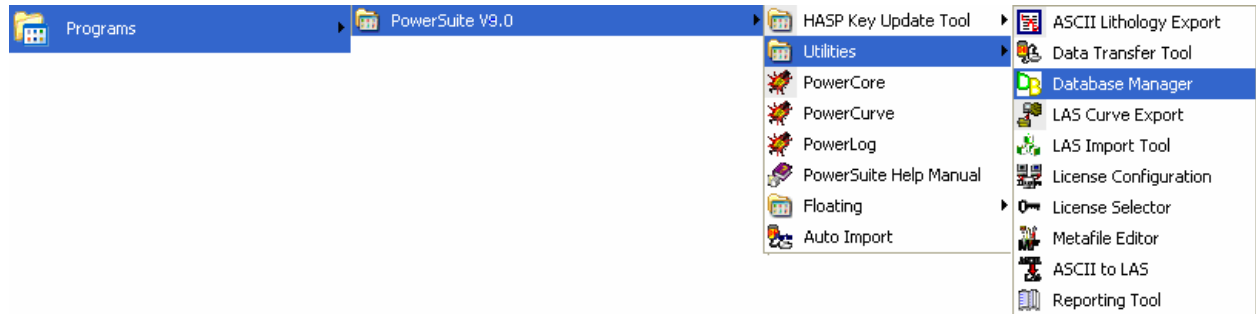 Programs
PowerSuite V9.0
HASP Key Update Tool
Utilities
PowerCore
PowerCurve
PowerLog
PowerSuite Help Manual
Floating
Auto Import
ASCII Lithology Export
Data Transfer Tool
Database Manager
LAS Curve Export
LAS Import Tool
License Configuration
License Selector
Metafile Editor
ASCII to LAS
Reporting Tool